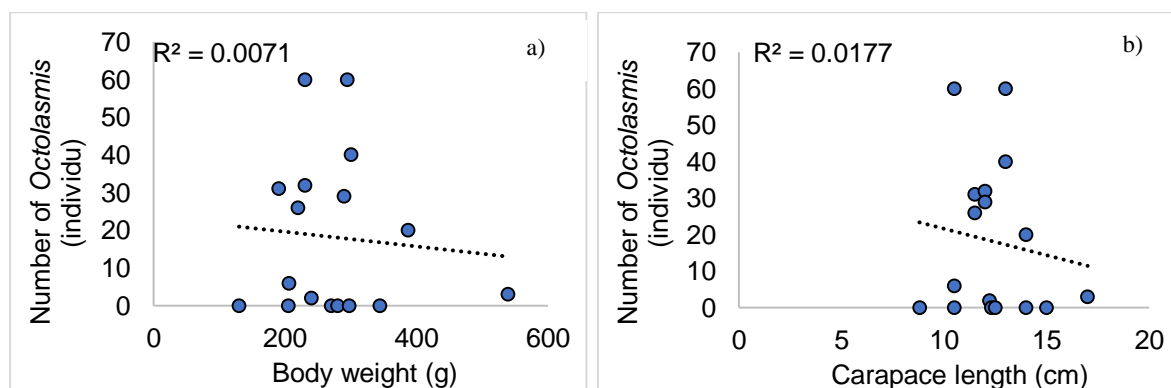 R² = 0.0071
a)
Number of Octolasmis
(individu)
70
60
50
40
30
20
10
0
0
200
400
600
Body weight (g)
R² = 0.0177
b)
Number of Octolasmis
(individu)
70
60
50
40
30
20
10
0
0
5
10
15
20
Carapace length (cm)